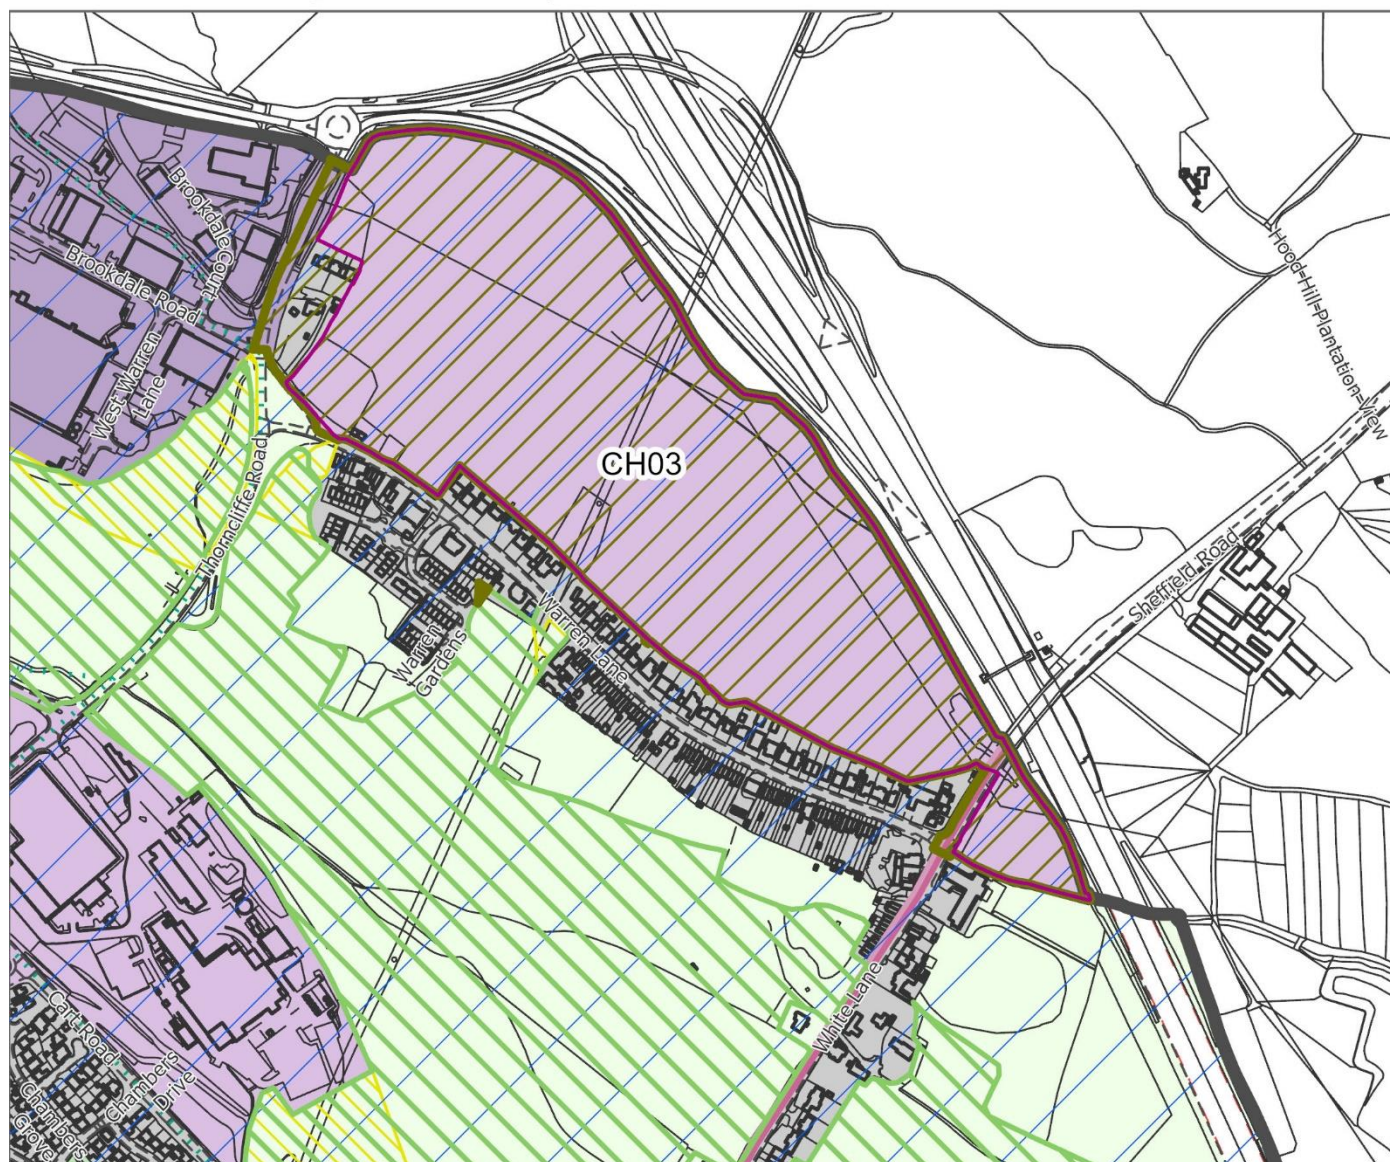 Brookdale
Court
Brookdale Road
West Warren
Lane
Thorncliffe Road
CH03
Hood-Hill-Plantation-View
Sheffield Road
Warren Lane
Warren
Gardens
White Lane
Cart Road
Chambers
Drive
Chambers
Grove